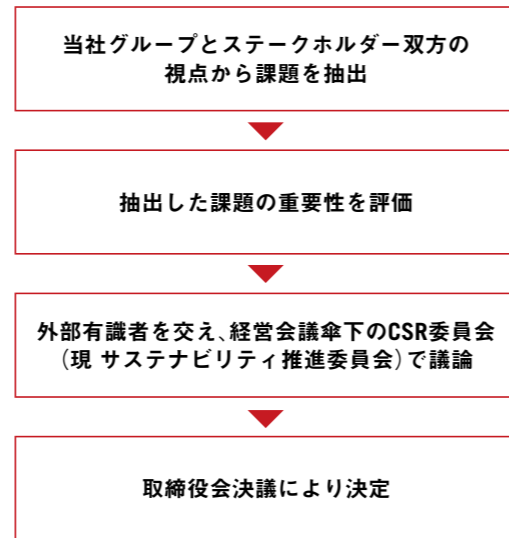 当社グループとステークホルダー双方の
視点から課題を抽出
抽出した課題の重要性を評価
外部有識者を交え、経営会議傘下のCSR委員会
（現 サステナビリティ推進委員会）で議論
取締役会決議により決定